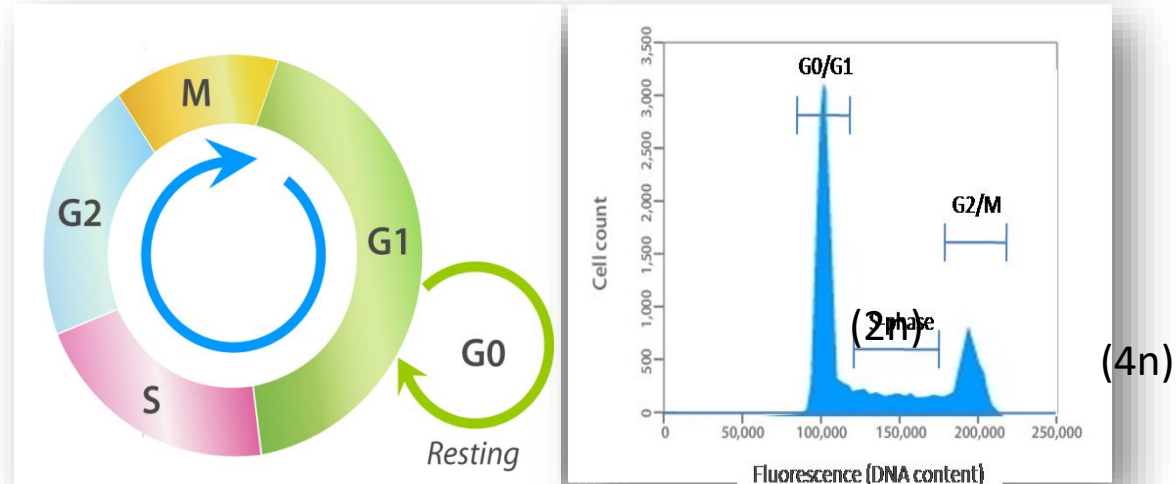 M
G2
G1
S
G0
Resting
3,500
3,000
2,500
2,000
1,500
1,000
500
0
Cell count
G0/G1
G2/M
S-phase
(2n)
(4n)
0
50,000
100,000
150,000
200,000
250,000
Fluorescence (DNA content)